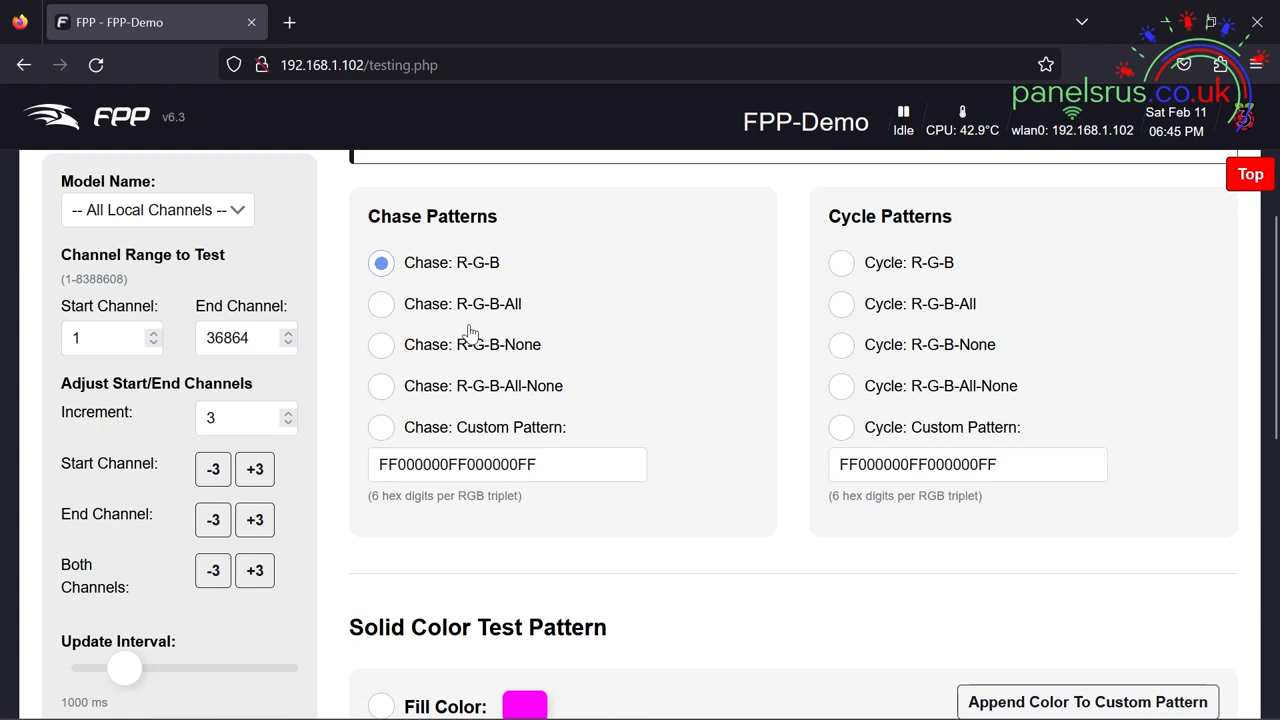 FPP - FPP-Demo
192.168.1.102/testing.php
panelsrus.co.uk
FPP v6.3
FPP-Demo
Idle
CPU: 42.9°C
wlan0: 192.168.1.102
Sat Feb 11
06:45 PM
Top
Model Name:
-- All Local Channels --
Channel Range to Test
(1-8388608)
Start Channel:
End Channel:
1
36864
Adjust Start/End Channels
Increment:
3
Start Channel:
-3
+3
End Channel:
-3
+3
Both
Channels:
-3
+3
Update Interval:
1000 ms
Chase Patterns
Chase: R-G-B
Chase: R-G-B-All
Chase: R-G-B-None
Chase: R-G-B-All-None
Chase: Custom Pattern:
FF000000FF000000FF
(6 hex digits per RGB triplet)
Cycle Patterns
Cycle: R-G-B
Cycle: R-G-B-All
Cycle: R-G-B-None
Cycle: R-G-B-All-None
Cycle: Custom Pattern:
FF000000FF000000FF
(6 hex digits per RGB triplet)
Solid Color Test Pattern
Fill Color:
Append Color To Custom Pattern